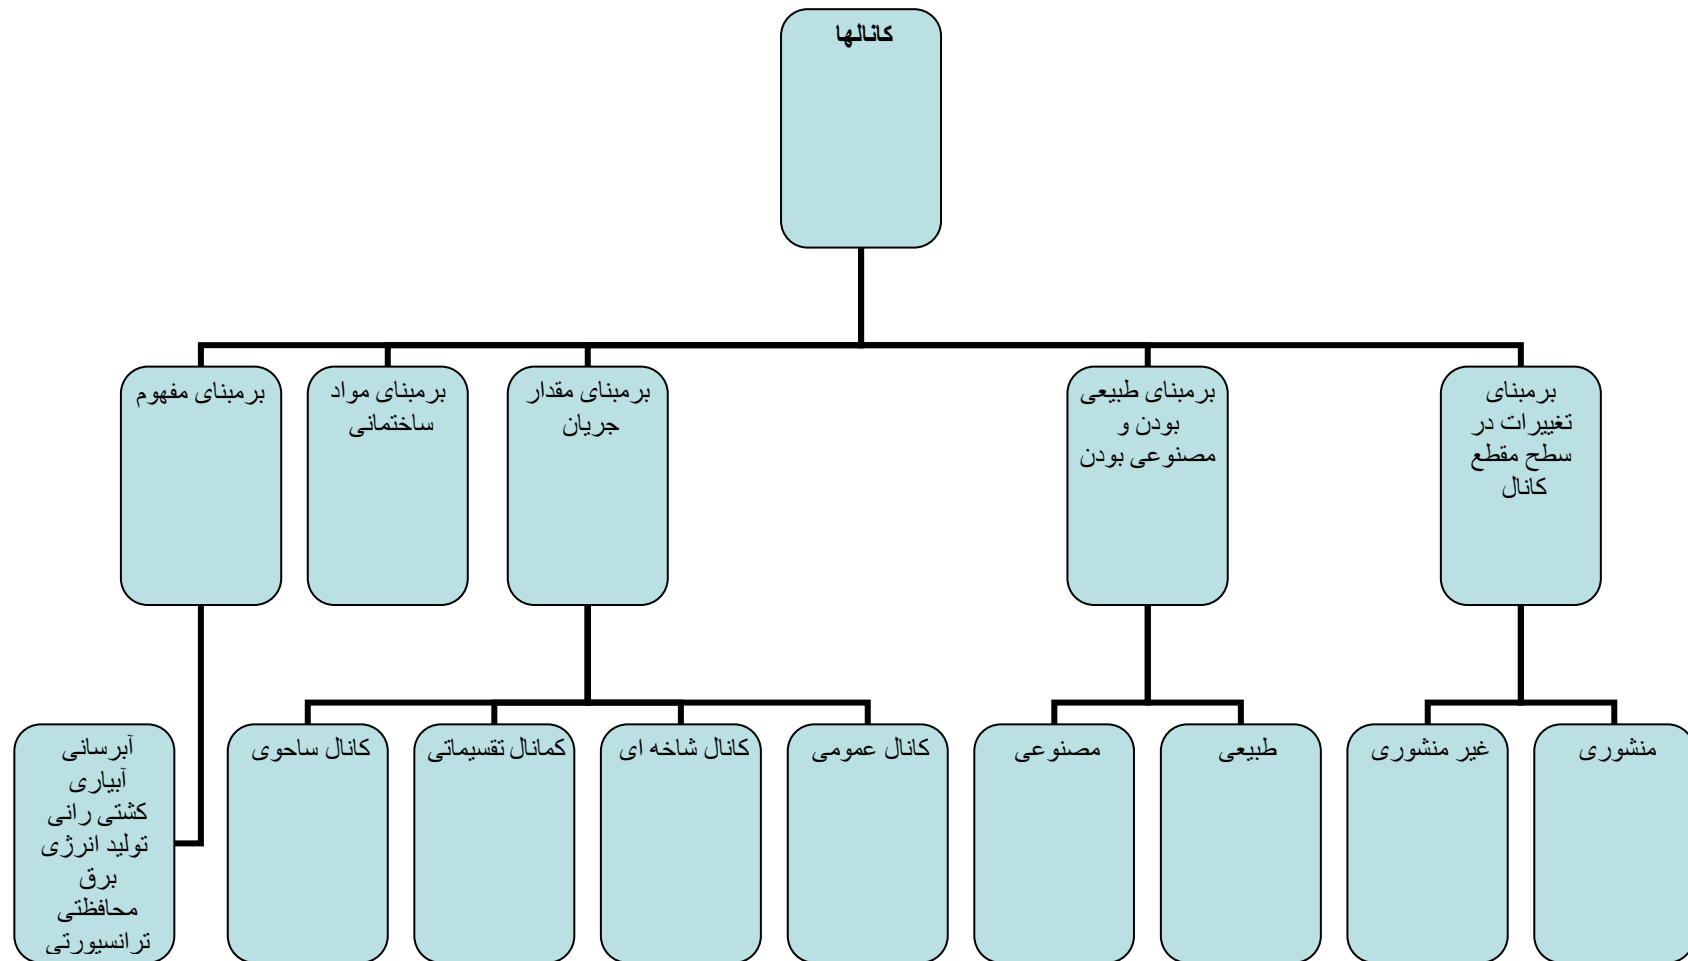 کانالها
برمبنای
تغییرات در
سطح مقطع
کانال
برمبنای طبیعی
بودن و
مصنوعی بودن
برمبنای مقدار
جریان
برمبنای مواد
ساختمانی
برمبنای مفهوم
منشوری
غیر منشوری
طبیعی
مصنوعی
کانال عمومی
کانال شاخه ای
کمانال تقسیماتی
کانال ساحوی
آبرسانی
آبیاری
کشتی رانی
تولید انرژی
برق
محافظتی
ترانسپورتی